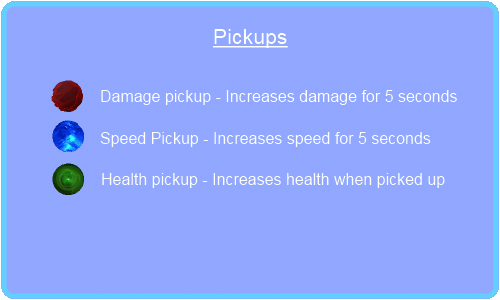 Pickups
Damage pickup - Increases damage for 5 seconds
Speed Pickup - Increases speed for 5 seconds
Health pickup - Increases health when picked up